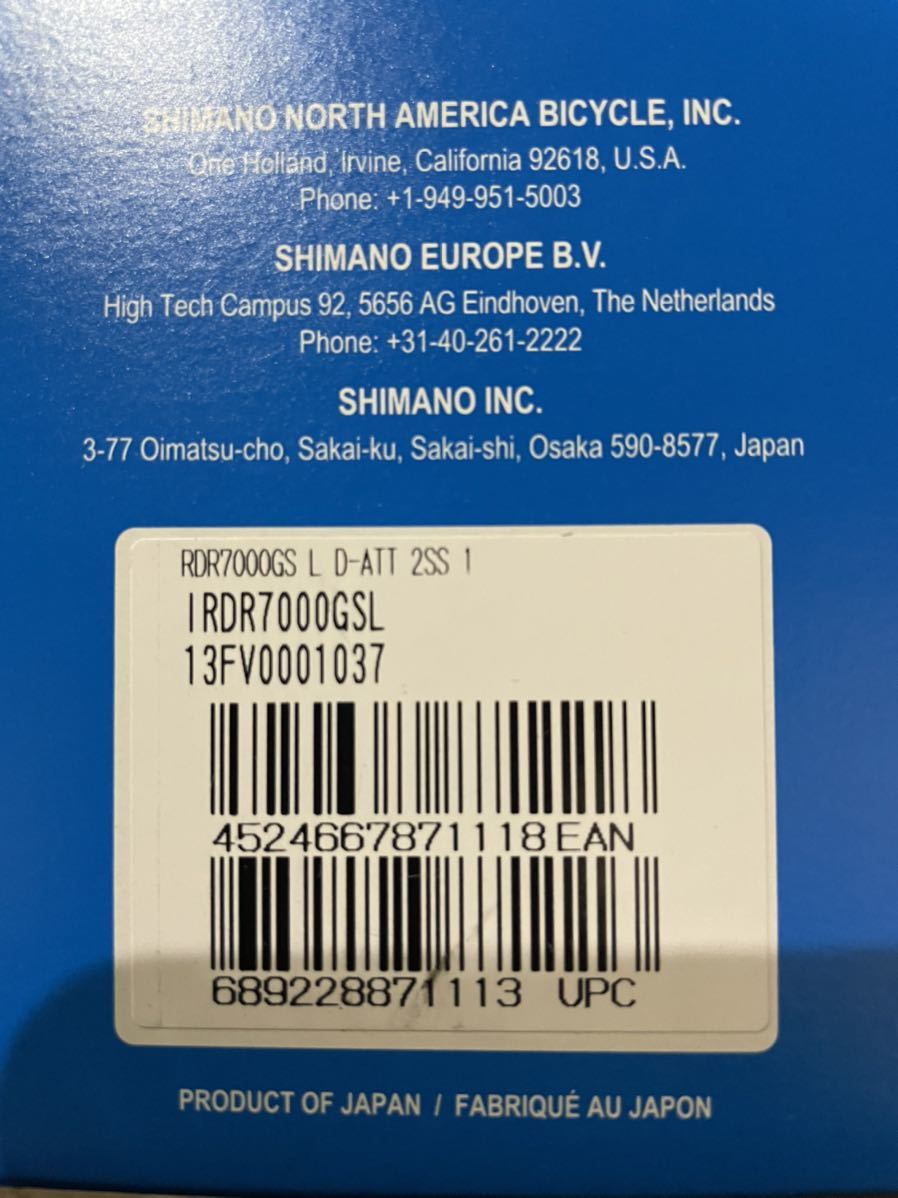 SHIMANO NORTH AMERICA BICYCLE, INC.
One Holland, Irvine, California 92618, U.S.A.
Phone: +1-949-951-5003
SHIMANO EUROPE B.V.
High Tech Campus 92, 5656 AG Eindhoven, The Netherlands
Phone: +31-40-261-2222
SHIMANO INC.
3-77 Oimatsu-cho, Sakai-ku, Sakai-shi, Osaka 590-8577, Japan
RDR7000GS L D-ATT 2SS 1
IRDR7000GSL
13FV0001037
4524667871118 EAN
689228871113 UPC
PRODUCT OF JAPAN / FABRIQUÉ AU JAPON